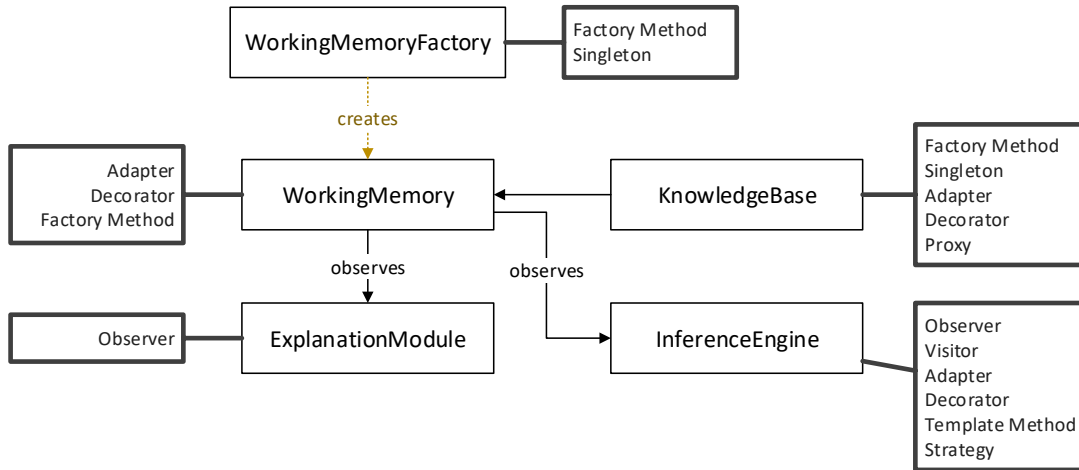 WorkingMemoryFactory
Factory Method
Singleton
creates
Adapter
Decorator
Factory Method
WorkingMemory
KnowledgeBase
Factory Method
Singleton
Adapter
Decorator
Proxy
observes
observes
Observer
ExplanationModule
InferenceEngine
Observer
Visitor
Adapter
Decorator
Template Method
Strategy